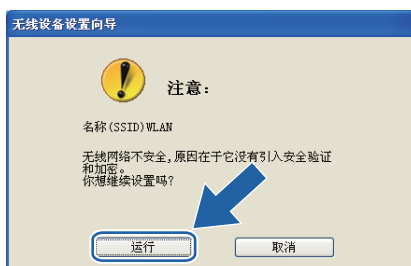 无线设备设置向导
注意：
名称(SSID)WLAN
无线网络不安全,原因在于它没有引入安全验证
和加密。
你想继续设置吗?
运行
取消